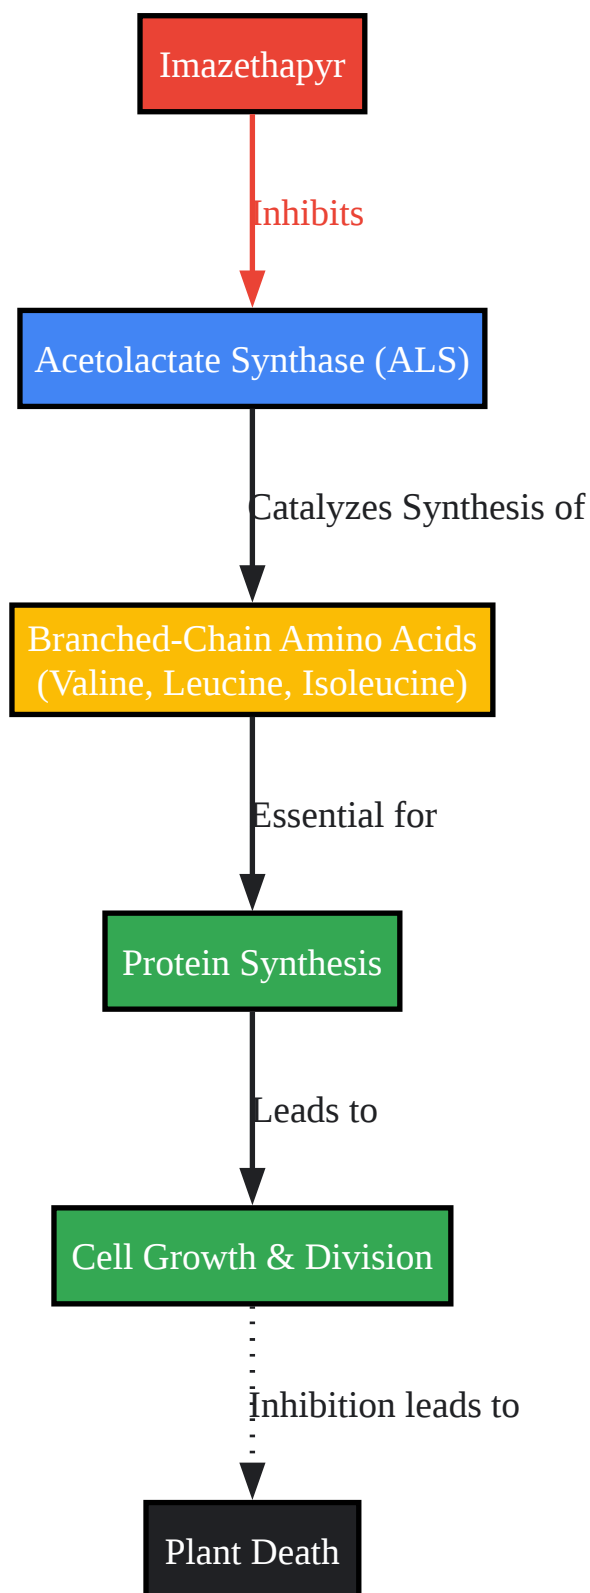 Imazethapyr
Inhibits
Acetolactate Synthase (ALS)
Catalyzes Synthesis of
Branched-Chain Amino Acids
(Valine, Leucine, Isoleucine)
Essential for
Protein Synthesis
Leads to
Cell Growth & Division
Inhibition leads to
Plant Death